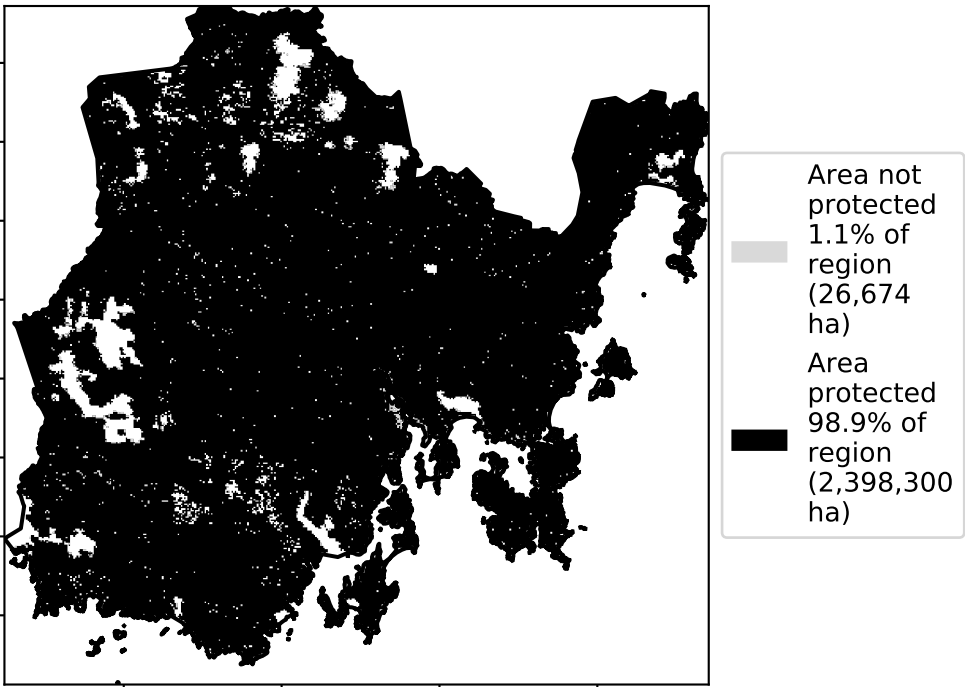 Area not
protected
1.1% of
region
(26,674
ha)
Area
protected
98.9% of
region
(2,398,300
ha)